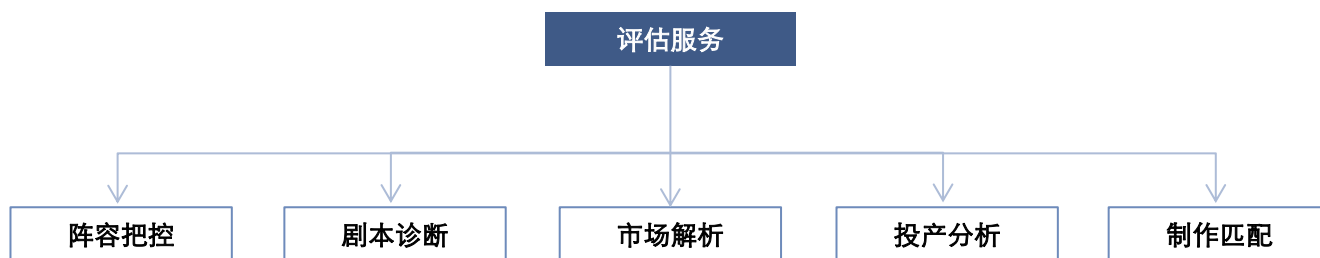 评估服务
阵容把控
剧本诊断
市场解析
投产分析
制作匹配